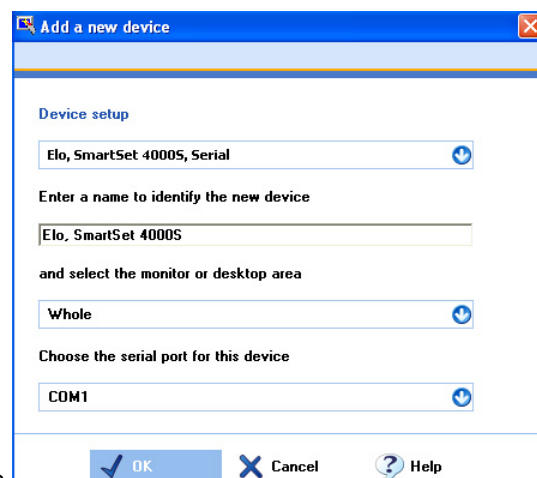 Add a new device
Device setup
Elo, SmartSet 4000S, Serial
Enter a name to identify the new device
Elo, SmartSet 4000S
and select the monitor or desktop area
Whole
Choose the serial port for this device
COM1
OK Cancel Help